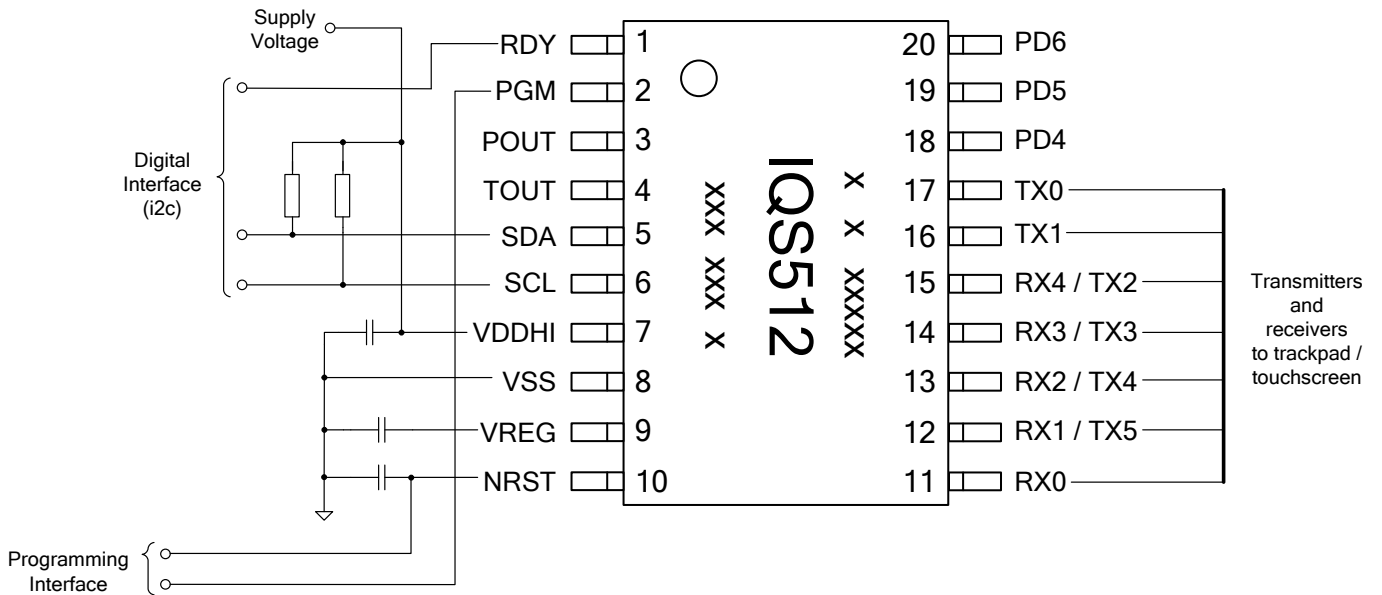 Supply
Voltage
Digital
Interface
(i2c)
Programming
Interface
RDY 1
PGM 2
POUT 3
TOUT 4
SDA 5
SCL 6
VDDHI 7
VSS 8
VREG 9
NRST 10
IQS512
x x xxxxx
xxx xxx x
20 PD6
19 PD5
18 PD4
17 TX0
16 TX1
15 RX4 / TX2
14 RX3 / TX3
13 RX2 / TX4
12 RX1 / TX5
11 RX0
Transmitters
and
receivers
to trackpad /
touchscreen